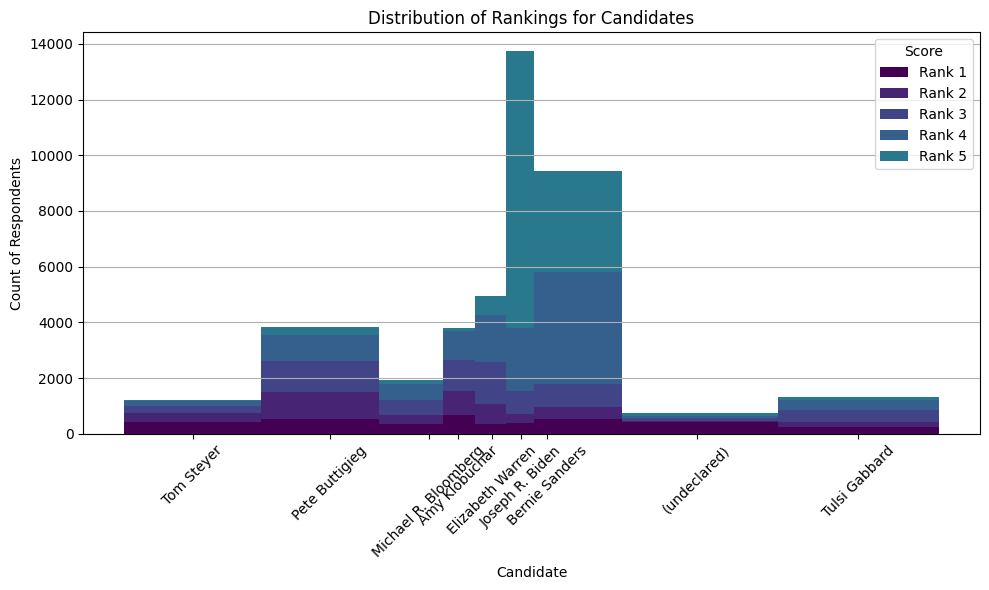 Distribution of Rankings for Candidates
Count of Respondents
14000
12000
10000
8000
6000
4000
2000
0
Score
Rank 1
Rank 2
Rank 3
Rank 4
Rank 5
Tom Steyer
Pete Buttigieg
Michael R. Bloomberg
Amy Klobuchar
Elizabeth Warren
Joseph R. Biden
Bernie Sanders
(undeclared)
Tulsi Gabbard
Candidate